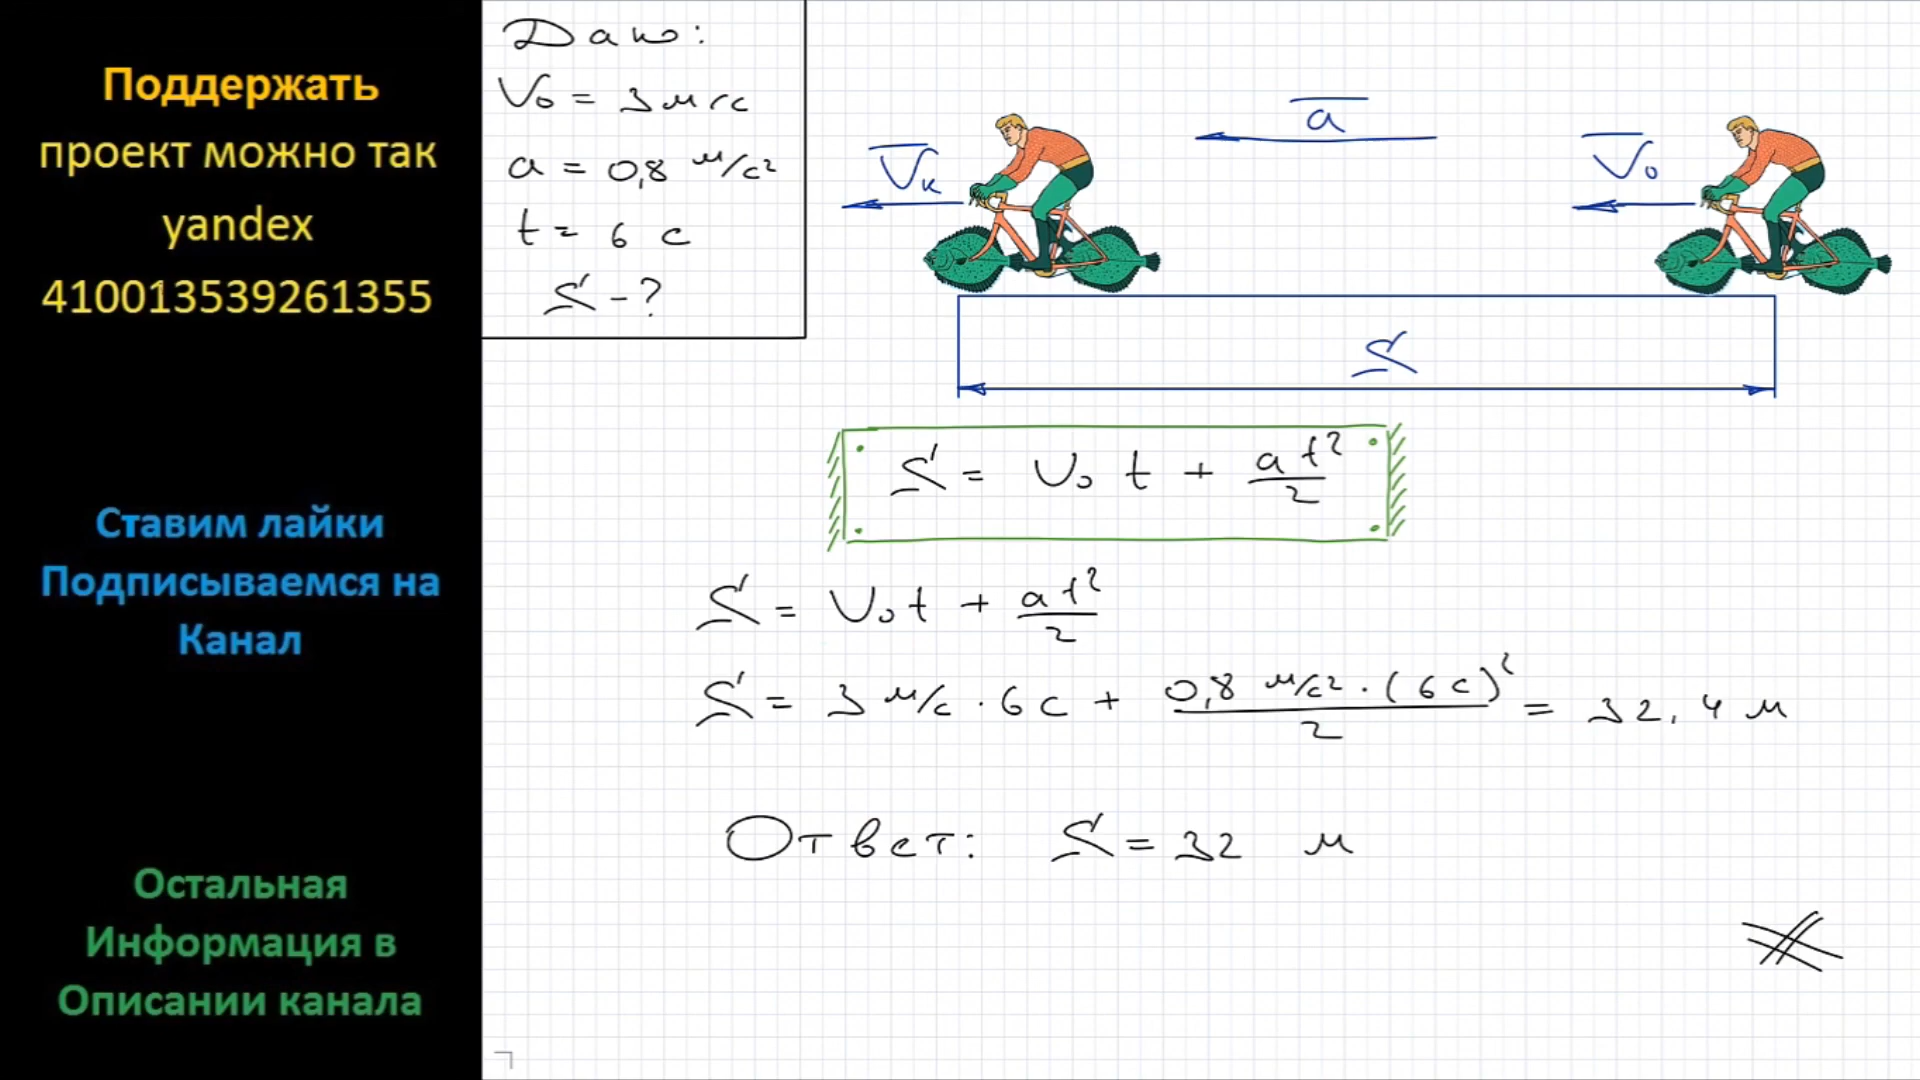 Поддержать
проект можно так
yandex
410013539261355
Ставим лайки
Подписываемся на
Канал
Остальная
Информация в
Описании канала
Дано:
V₀ = 3 м/с
a = 0,8 м/с²
t = 6 с
S - ?
Vк
a
V₀
S
S = V₀ t + at²/2
S = V₀t + at²/2
S = 3 м/с · 6 с + 0,8 м/с² · (6 с)²/2 = 32,4 м
Ответ: S = 32 м